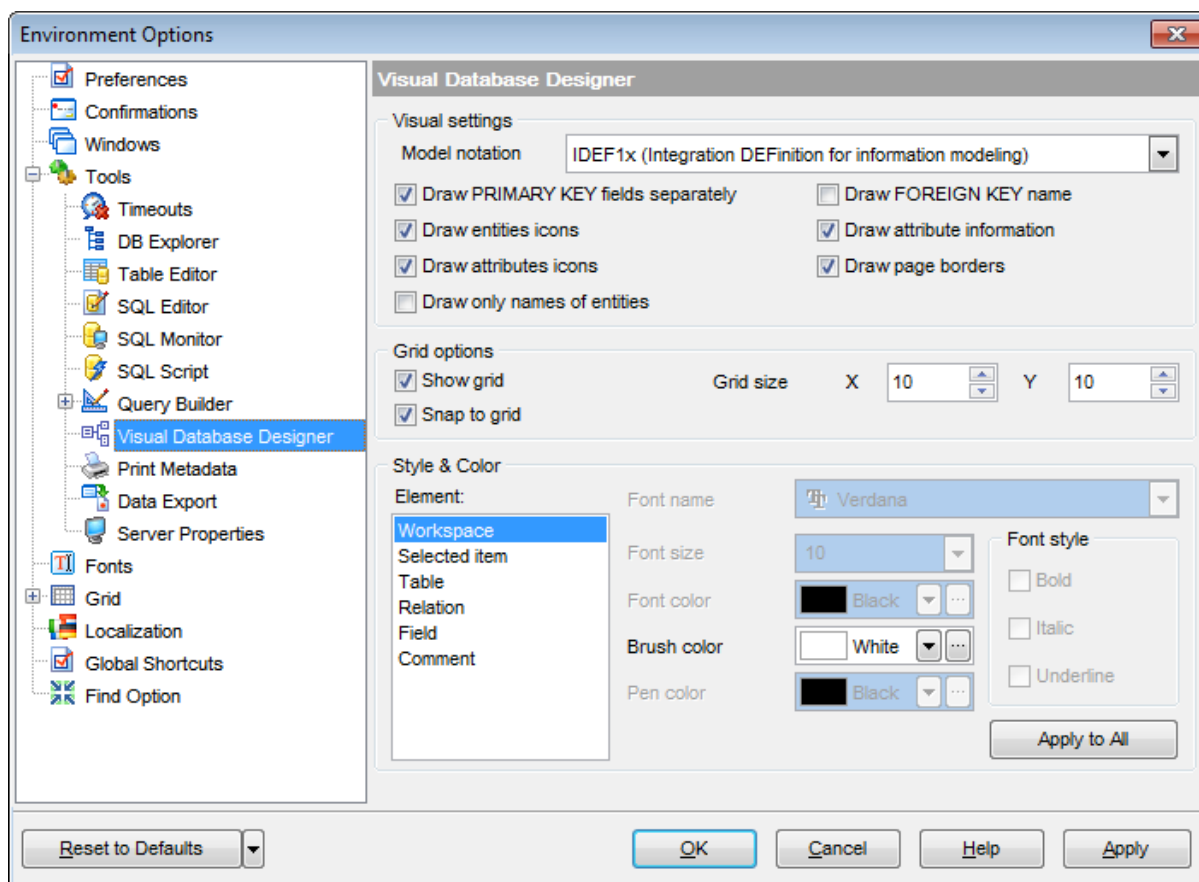 Environment Options
Preferences
Confirmations
Windows
Tools
Timeouts
DB Explorer
Table Editor
SQL Editor
SQL Monitor
SQL Script
Query Builder
Visual Database Designer
Print Metadata
Data Export
Server Properties
Fonts
Grid
Localization
Global Shortcuts
Find Option
Visual Database Designer
Visual settings
Model notation IDEF1x (Integration DEFinition for information modeling)
Draw PRIMARY KEY fields separately Draw FOREIGN KEY name
Draw entities icons Draw attribute information
Draw attributes icons Draw page borders
Draw only names of entities
Grid options
Show grid Grid size X 10 Y 10
Snap to grid
Style & Color
Element:
Workspace
Selected item
Table
Relation
Field
Comment
Font name Verdana
Font size 10
Font color Black ...
Brush color White ...
Pen color Black ...
Font style
Bold
Italic
Underline
Apply to All
Reset to Defaults OK Cancel Help Apply